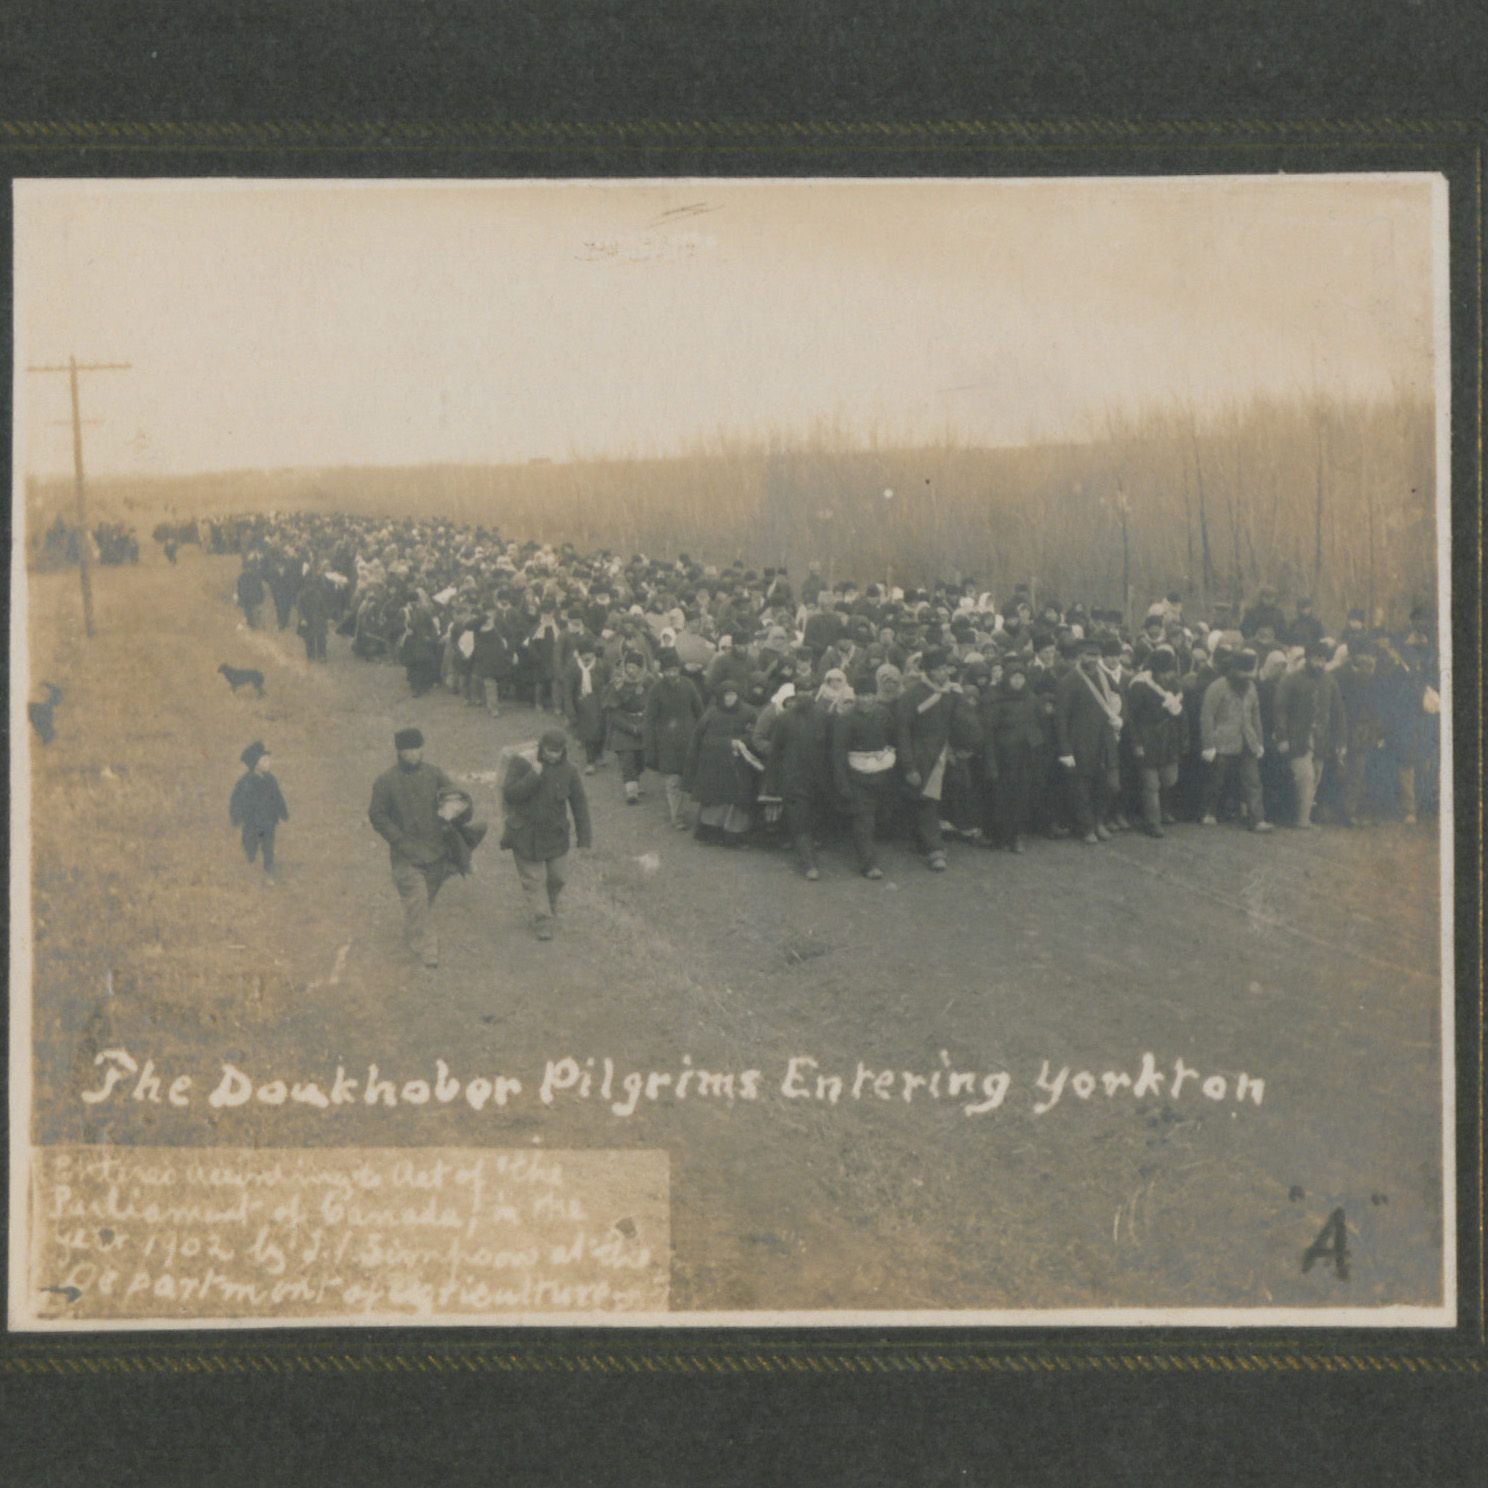 The Doukhobor Pilgrims Entering Yorkton
Entered according to Act of the
Parliament of Canada, in the
year 1902 by T. V. Simpson at the
Department of Agriculture
"A"